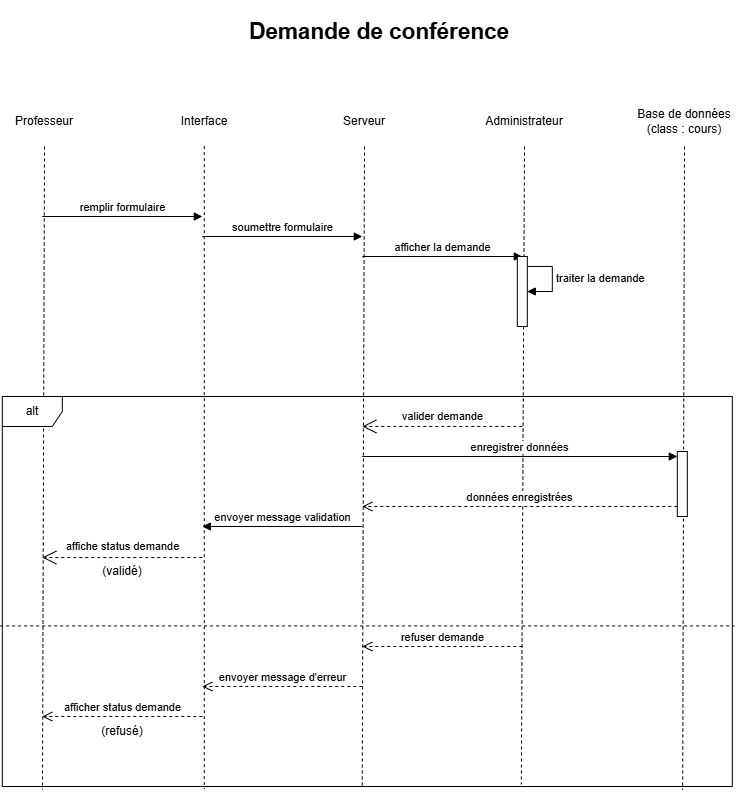 Demande de conférence
Professeur
Interface
Serveur
Administrateur
Base de données
(class : cours)
remplir formulaire
soumettre formulaire
afficher la demande
traiter la demande
alt
valider demande
enregistrer données
données enregistrées
envoyer message validation
affiche status demande
(validé)
refuser demande
envoyer message d'erreur
afficher status demande
(refusé)